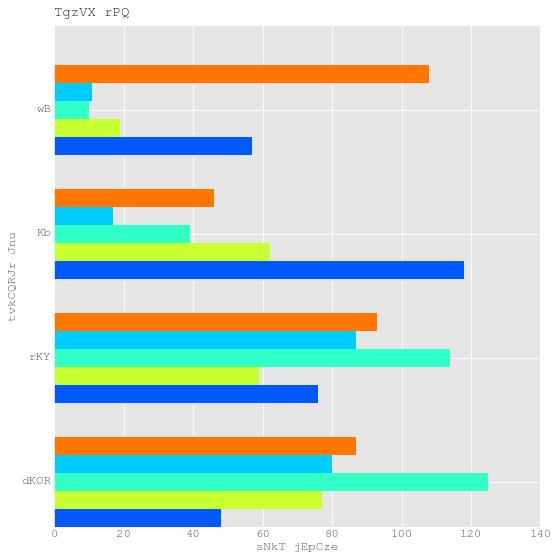 TgzVX rPQ
wB
Kb
rKY
dKOR
tvkCQRJr Jnu
0 20 40 60 80 100 120 140
sNkT jEpCze